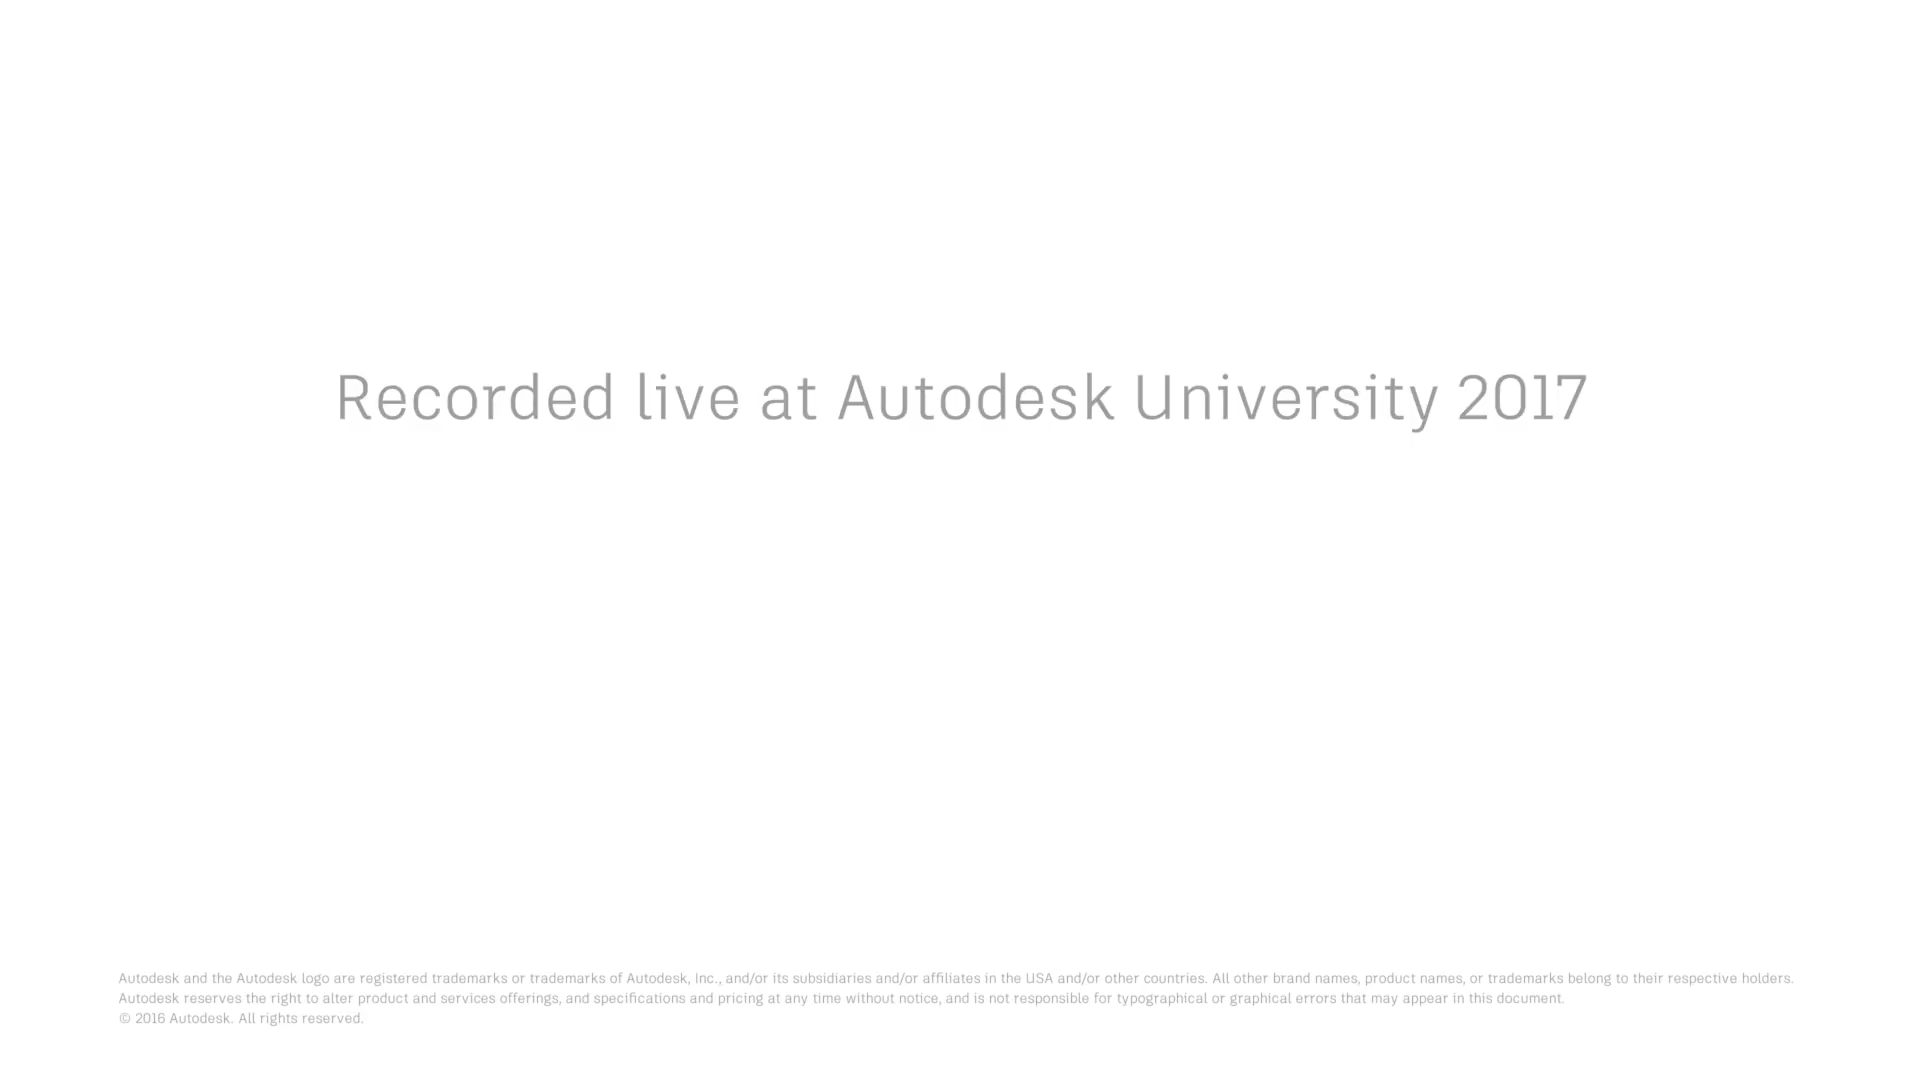 Recorded live at Autodesk University 2017
Autodesk and the Autodesk logo are registered trademarks or trademarks of Autodesk, Inc., and/or its subsidiaries and/or affiliates in the USA and/or other countries. All other brand names, product names, or trademarks belong to their respective holders.
Autodesk reserves the right to alter product and services offerings, and specifications and pricing at any time without notice, and is not responsible for typographical or graphical errors that may appear in this document.
© 2016 Autodesk. All rights reserved.